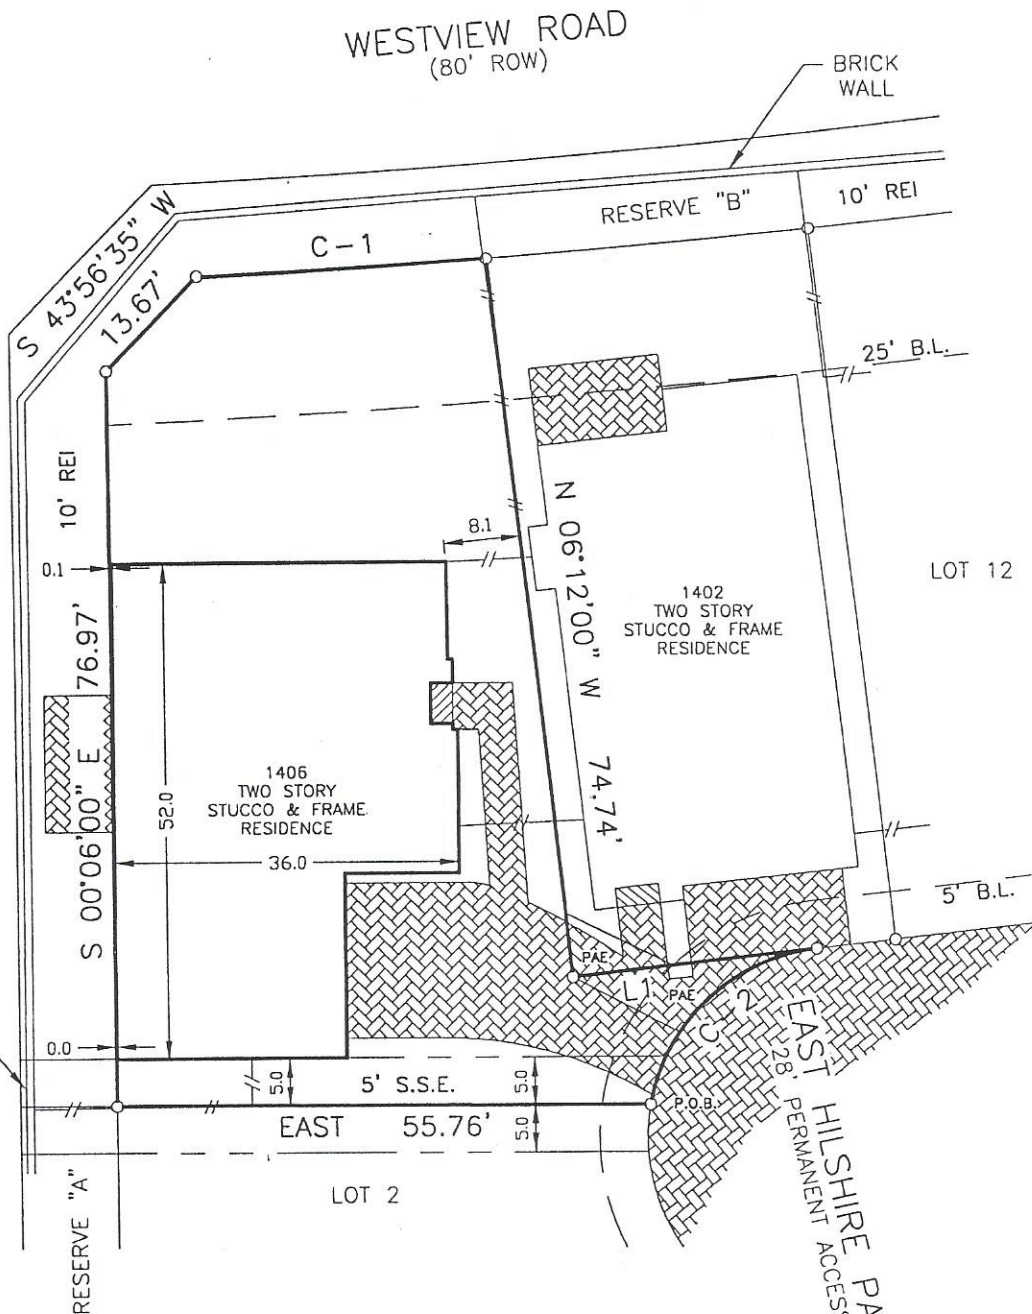 WESTVIEW ROAD
(80' ROW)
BRICK
WALL
S 43°56'35" W
13.67'
C-1
RESERVE "B"
10' REI
25' B.L.
10' REI
8.1
0.1
N 06°12'00" W 74.74'
LOT 12
1402
TWO STORY
STUCCO & FRAME
RESIDENCE
S 00°06'00" E 76.97'
52.0
1406
TWO STORY
STUCCO & FRAME
RESIDENCE
36.0
5' B.L.
PAE
L1
PAE
C-2
0.0
5.0
5' S.S.E.
5.0
P.O.B.
EAST 55.76'
5.0
LOT 2
RESERVE "A"
EAST HILSHIRE PA
28' PERMANENT ACCESS